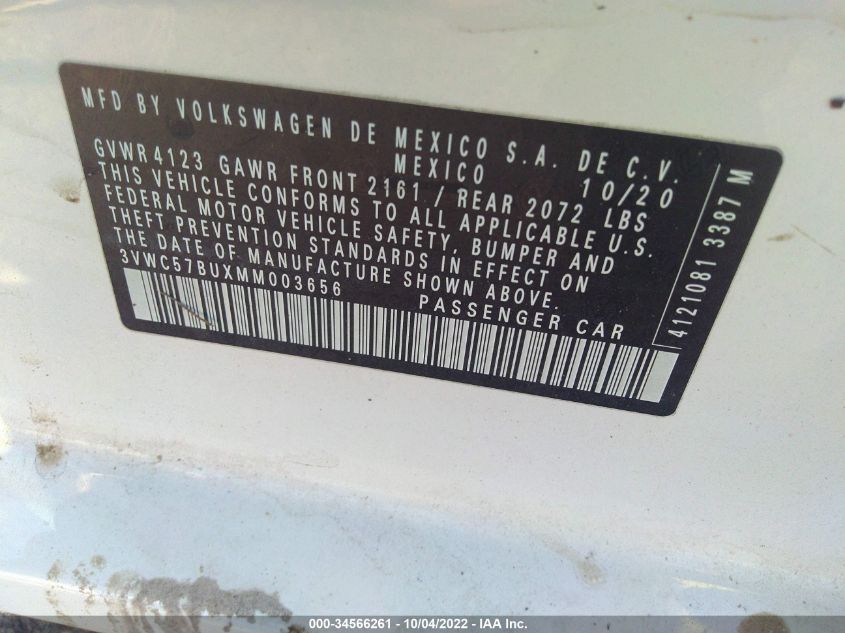 MFD BY VOLKSWAGEN DE MEXICO S.A. DE C.V.
MEXICO 10/20
GVWR 4123 GAWR FRONT 2161 / REAR 2072 LBS
THIS VEHICLE CONFORMS TO ALL APPLICABLE U.S.
FEDERAL MOTOR VEHICLE SAFETY, BUMPER AND
THEFT PREVENTION STANDARDS IN EFFECT ON
THE DATE OF MANUFACTURE SHOWN ABOVE.
3VWC57BUXMM003656 PASSENGER CAR
4121081 3387 M
000-34566261 - 10/04/2022 - IAA Inc.